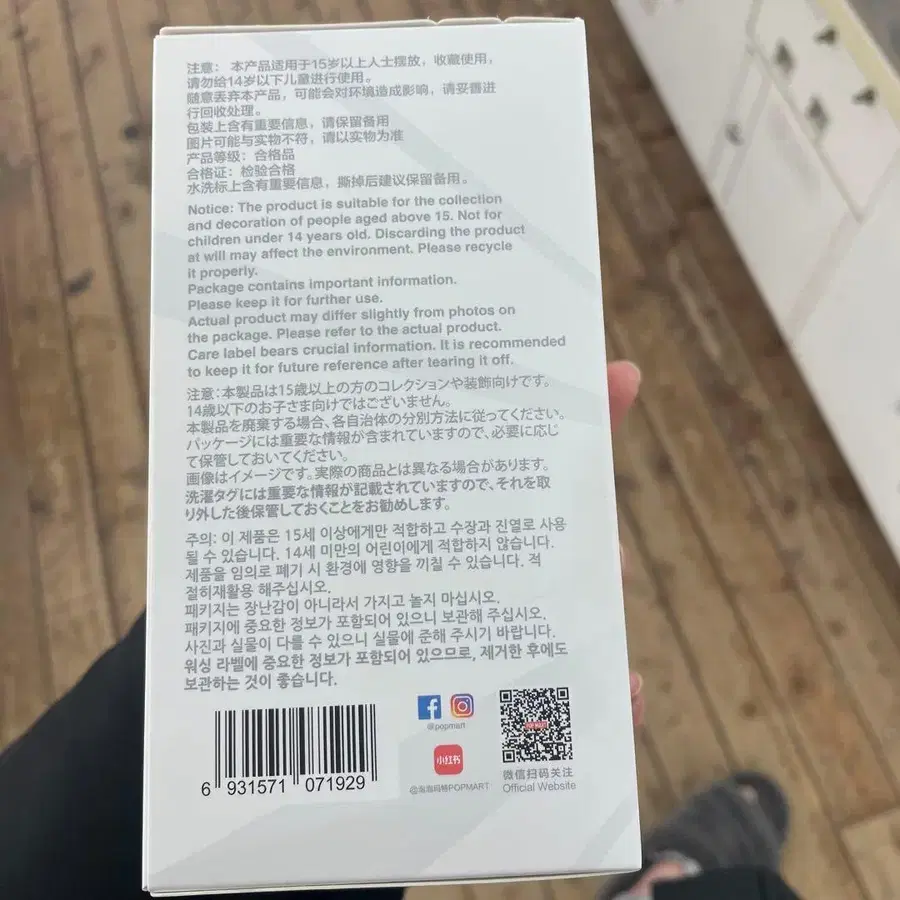 注意： 本产品适用于15岁以上人士摆放，收藏使用，
请勿给14岁以下儿童进行使用。
随意丢弃本产品，可能会对环境造成影响，请妥善进
行回收处理。
包装上含有重要信息，请保留备用
图片可能与实物不符，请以实物为准
产品等级：合格品
合格证：检验合格
水洗标上含有重要信息，撕掉后建议保留备用。
Notice: The product is suitable for the collection
and decoration of people aged above 15. Not for
children under 14 years old. Discarding the product
at will may affect the environment. Please recycle
it properly.
Package contains important information.
Please keep it for further use.
Actual product may differ slightly from photos on
the package. Please refer to the actual product.
Care label bears crucial information. It is recommended
to keep it for future reference after tearing it off.
注意：本製品は15歳以上の方のコレクションや装飾向けです。
14歳以下のお子さま向けではございません。
本製品を廃棄する場合、各自治体の分別方法に従ってください。
パッケージには重要な情報が含まれていますので、必要に応じ
て保管しておいてください。
画像はイメージです。実際の商品とは異なる場合があります。
洗濯タグには重要な情報が記載されていますので、それを取
り外した後保管しておくことをお勧めします。
주의: 이 제품은 15세 이상에게만 적합하고 수장과 진열로 사용
될 수 있습니다. 14세 미만의 어린이에게 적합하지 않습니다.
제품을 임의로 폐기 시 환경에 영향을 끼칠 수 있습니다. 적
절히재활용 해주십시오.
패키지는 장난감이 아니라서 가지고 놀지 마십시오.
패키지에 중요한 정보가 포함되어 있으니 보관해 주십시오.
사진과 실물이 다를 수 있으니 실물에 준해 주시기 바랍니다.
워싱 라벨에 중요한 정보가 포함되어 있으므로, 제거한 후에도
보관하는 것이 좋습니다.
6 931571 071929
@popmart
小红书
@泡泡玛特POPMART
POP MART
微信扫码关注
Official Website